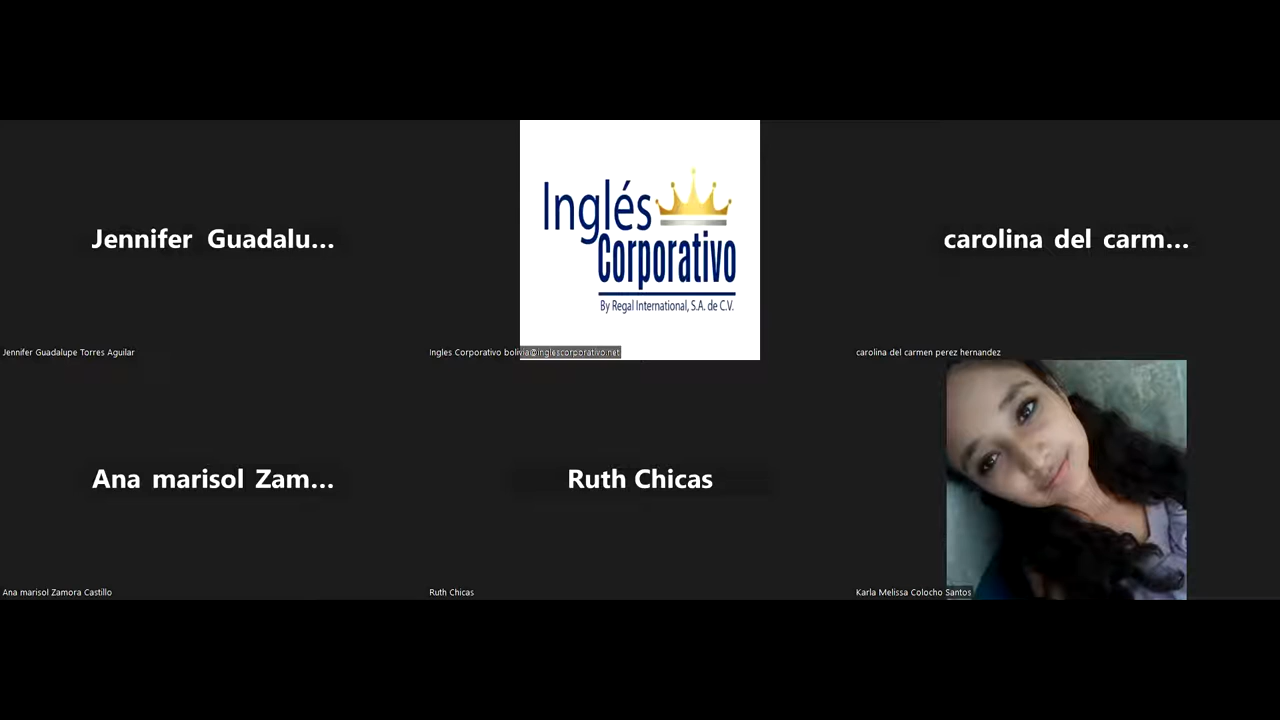 Jennifer Guadalu...
Inglés
Corporativo
By Regal International, S.A. de C.V.
carolina del carm...
Jennifer Guadalupe Torres Aguilar
Ingles Corporativo bolivia@inglescorporativo.net
carolina del carmen perez hernandez
Ana marisol Zam...
Ruth Chicas
Ana marisol Zamora Castillo
Ruth Chicas
Karla Melissa Colocho Santos